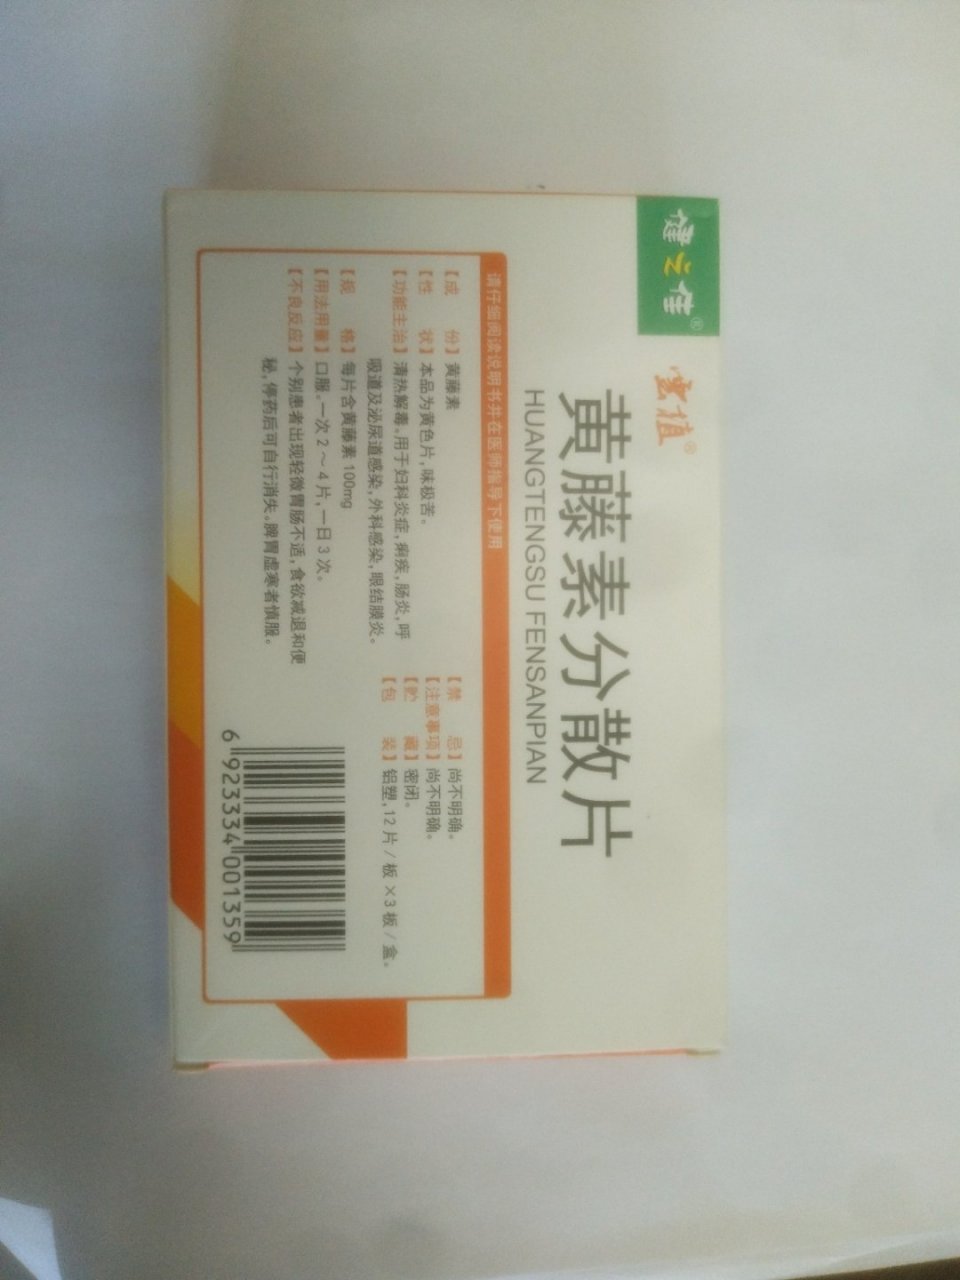 健之佳®
云植®
黄藤素分散片
HUANGTENGSU FENSANPIAN
请仔细阅读说明书并在医师指导下使用
【成　份】黄藤素
【性　状】本品为黄色片,味极苦。
【功能主治】清热解毒。用于妇科炎症,痢疾,肠炎,呼
吸道及泌尿道感染,外科感染,眼结膜炎。
【规　格】每片含黄藤素 100mg
【用法用量】口服。一次 2～4 片,一日 3 次。
【不良反应】个别患者出现轻微胃肠不适,食欲减退和便
秘,停药后可自行消失。脾胃虚寒者慎服。
【禁　忌】尚不明确。
【注意事项】尚不明确。
【贮　藏】密闭。
【包　装】铝塑,12 片／板 ×3 板／盒。
6 923334 001359